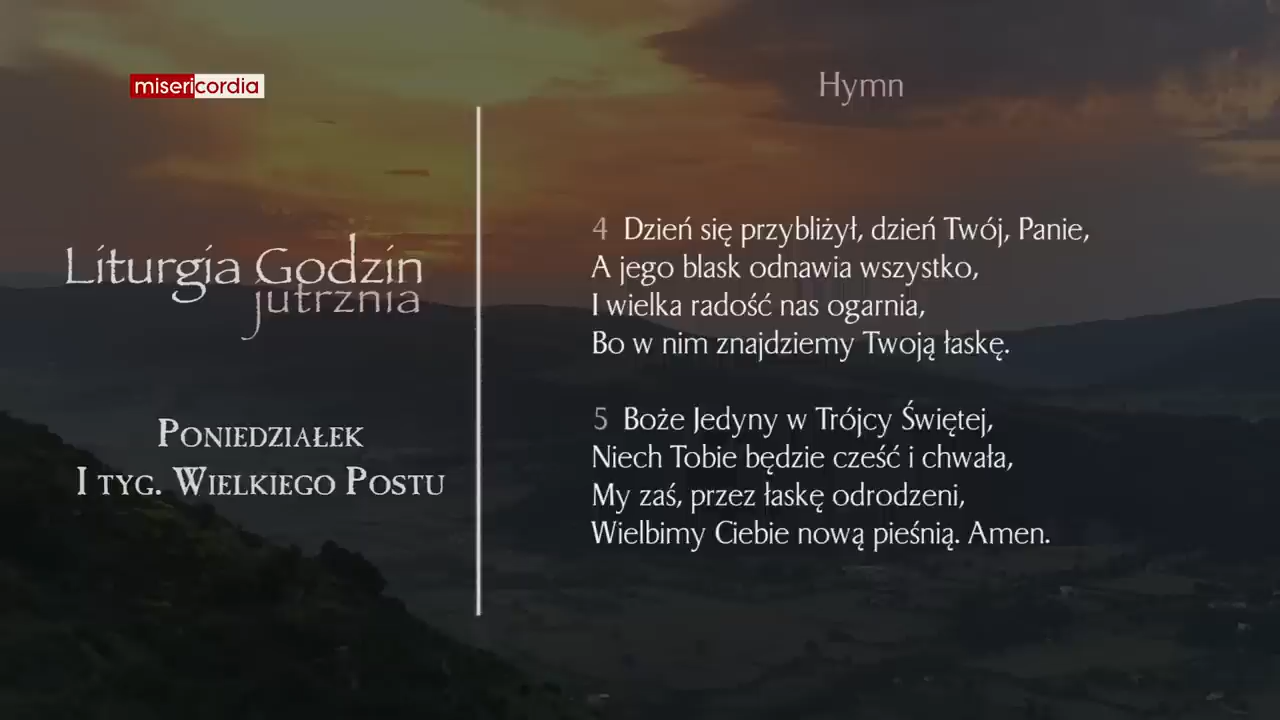 misericordia
Liturgia Godzin
jutrznia
Poniedziałek
I tyg. Wielkiego Postu
Hymn
4 Dzień się przybliżył, dzień Twój, Panie,
A jego blask odnawia wszystko,
I wielka radość nas ogarnia,
Bo w nim znajdziemy Twoją łaskę.
5 Boże Jedyny w Trójcy Świętej,
Niech Tobie będzie cześć i chwała,
My zaś, przez łaskę odrodzeni,
Wielbimy Ciebie nową pieśnią. Amen.